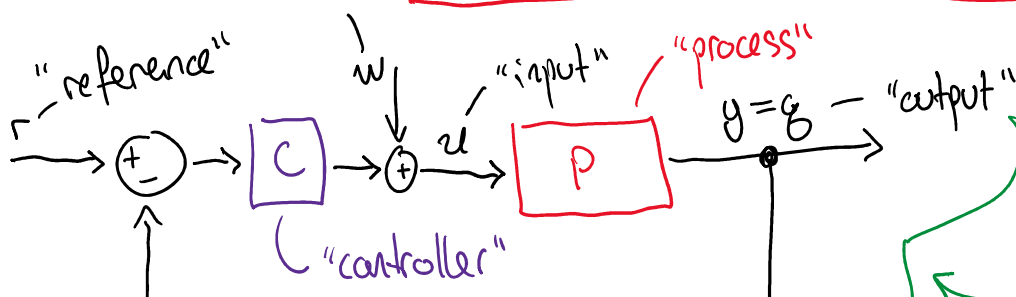 "reference"
r
+
−
C
"controller"
w
+
u
"input"
P
"process"
y = z
"output"